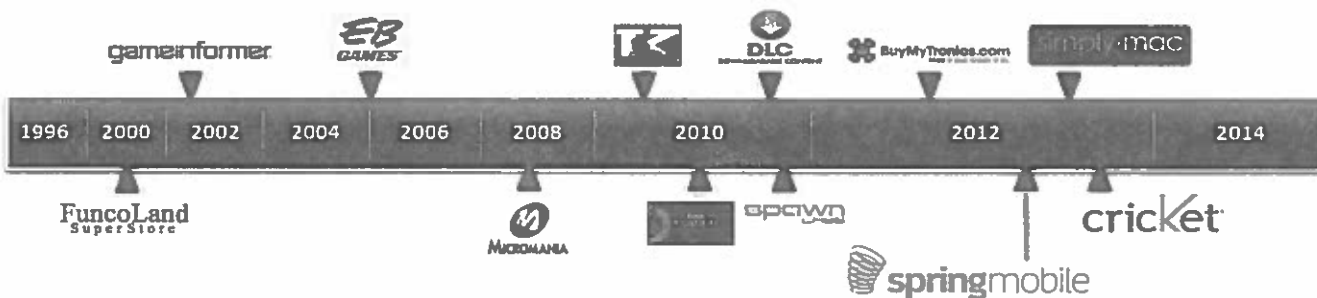 gameinformer
EB
GAMES
TK
DLC
BuyMyTronics.com
simply·mac
1996 2000 2002 2004 2006 2008 2010 2012 2014
FuncoLand
SuperStore
MICROMANIA
spawn
cricket
springmobile